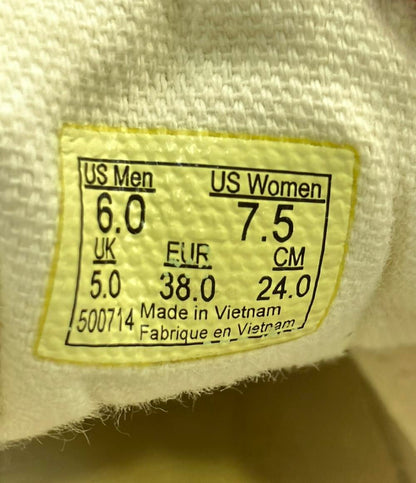 US Men US Women
6.0 7.5
UK EUR CM
5.0 38.0 24.0
500714 Made in Vietnam
Fabrique en Vietnam